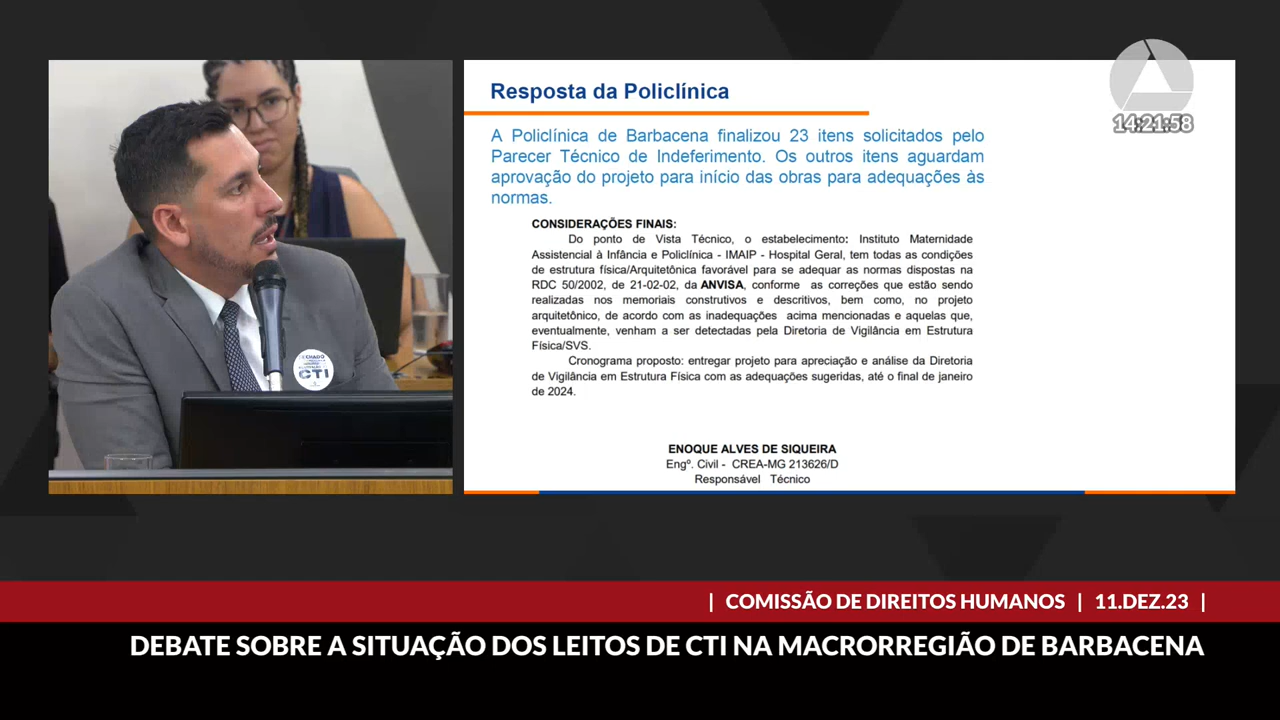 Resposta da Policlínica
14:21:58
A Policlínica de Barbacena finalizou 23 itens solicitados pelo
Parecer Técnico de Indeferimento. Os outros itens aguardam
aprovação do projeto para início das obras para adequações às
normas.
CONSIDERAÇÕES FINAIS:
Do ponto de Vista Técnico, o estabelecimento: Instituto Maternidade
Assistencial à Infância e Policlínica - IMAIP - Hospital Geral, tem todas as condições
de estrutura física/Arquitetônica favorável para se adequar as normas dispostas na
RDC 50/2002, de 21-02-02, da ANVISA, conforme as correções que estão sendo
realizadas nos memoriais construtivos e descritivos, bem como, no projeto
arquitetônico, de acordo com as inadequações acima mencionadas e aquelas que,
eventualmente, venham a ser detectadas pela Diretoria de Vigilância em Estrutura
Física/SVS.
Cronograma proposto: entregar projeto para apreciação e análise da Diretoria
de Vigilância em Estrutura Física com as adequações sugeridas, até o final de janeiro
de 2024.
ENOQUE ALVES DE SIQUEIRA
Engº. Civil - CREA-MG 213626/D
Responsável Técnico
CTI
| COMISSÃO DE DIREITOS HUMANOS | 11.DEZ.23 |
DEBATE SOBRE A SITUAÇÃO DOS LEITOS DE CTI NA MACRORREGIÃO DE BARBACENA